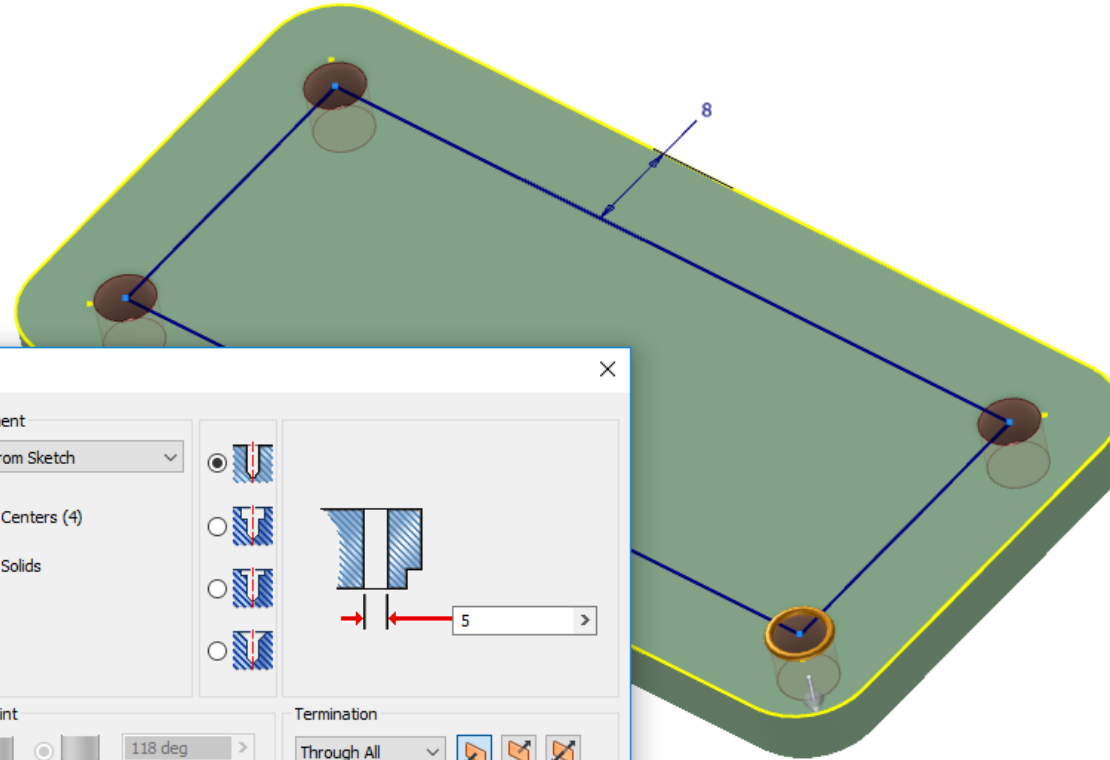 8
ent
rom Sketch
Centers (4)
Solids
5
int
118 deg
Termination
Through All